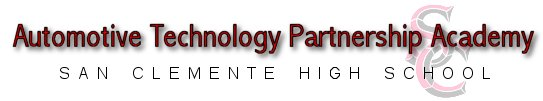 Automotive Technology Partnership Academy
SAN CLEMENTE HIGH SCHOOL